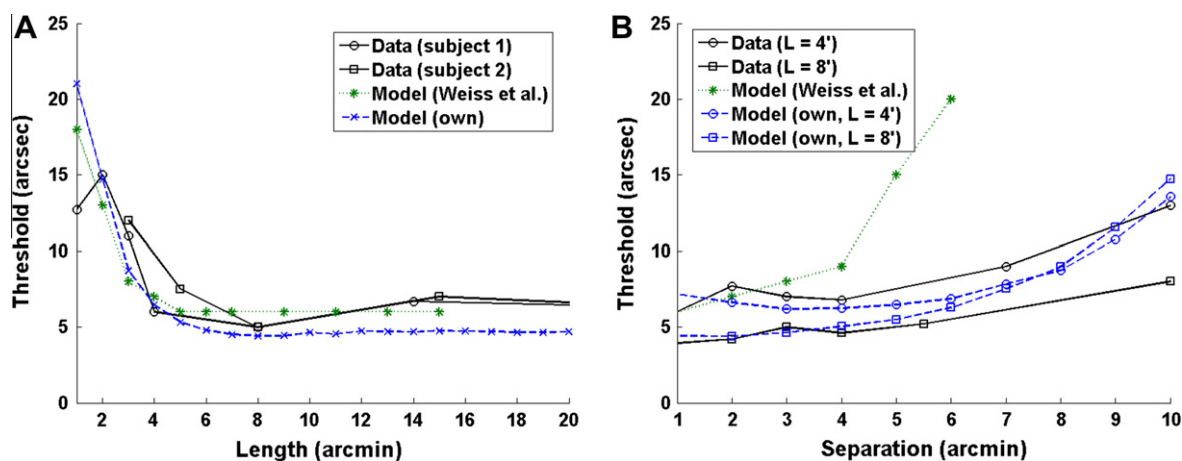 A
25
20
15
10
5
0
Threshold (arcsec)
2 4 6 8 10 12 14 16 18 20
Length (arcmin)
Data (subject 1)
Data (subject 2)
Model (Weiss et al.)
Model (own)
B
25
20
15
10
5
0
Threshold (arcsec)
1 2 3 4 5 6 7 8 9 10
Separation (arcmin)
Data (L = 4')
Data (L = 8')
Model (Weiss et al.)
Model (own, L = 4')
Model (own, L = 8')